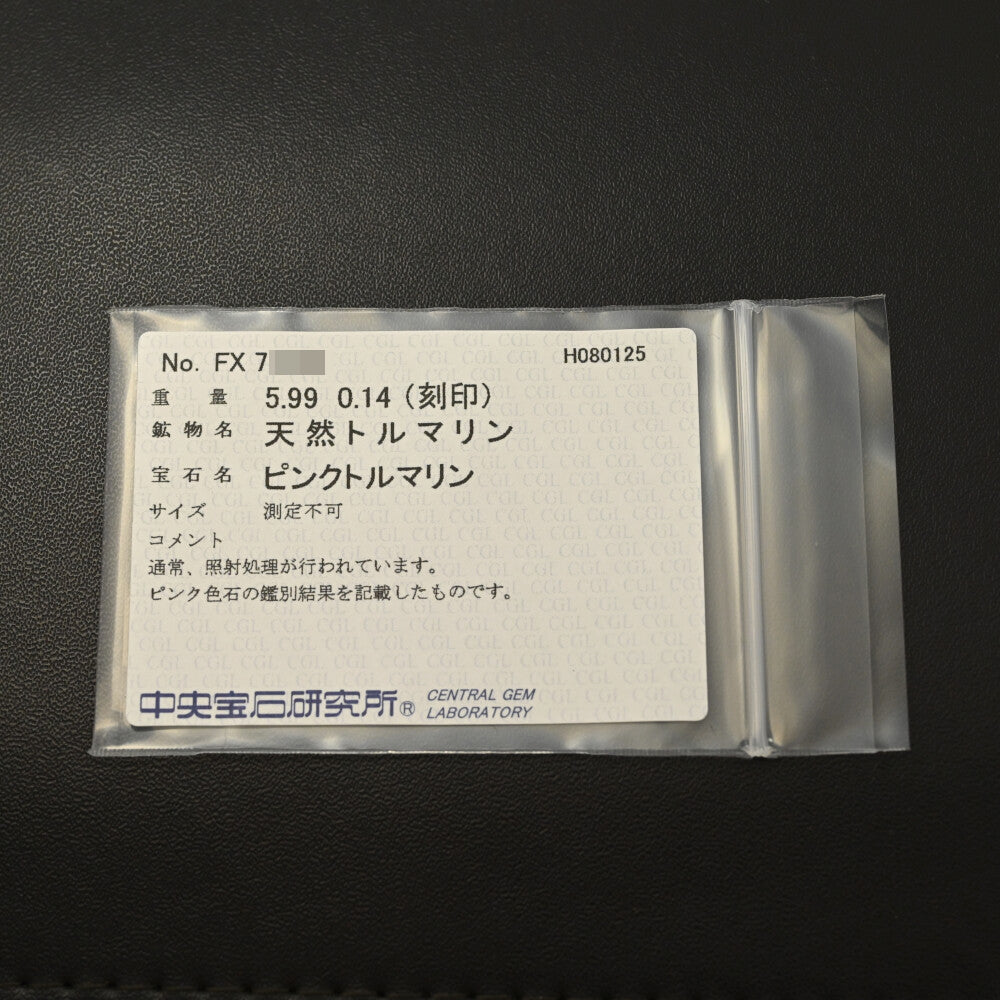 No. FX 7
H080125
重量 5.99 0.14 (刻印)
鉱物名 天然トルマリン
宝石名 ピンクトルマリン
サイズ 測定不可
コメント
通常、照射処理が行われています。
ピンク色石の鑑別結果を記載したものです。
中央宝石研究所® CENTRAL GEM
LABORATORY